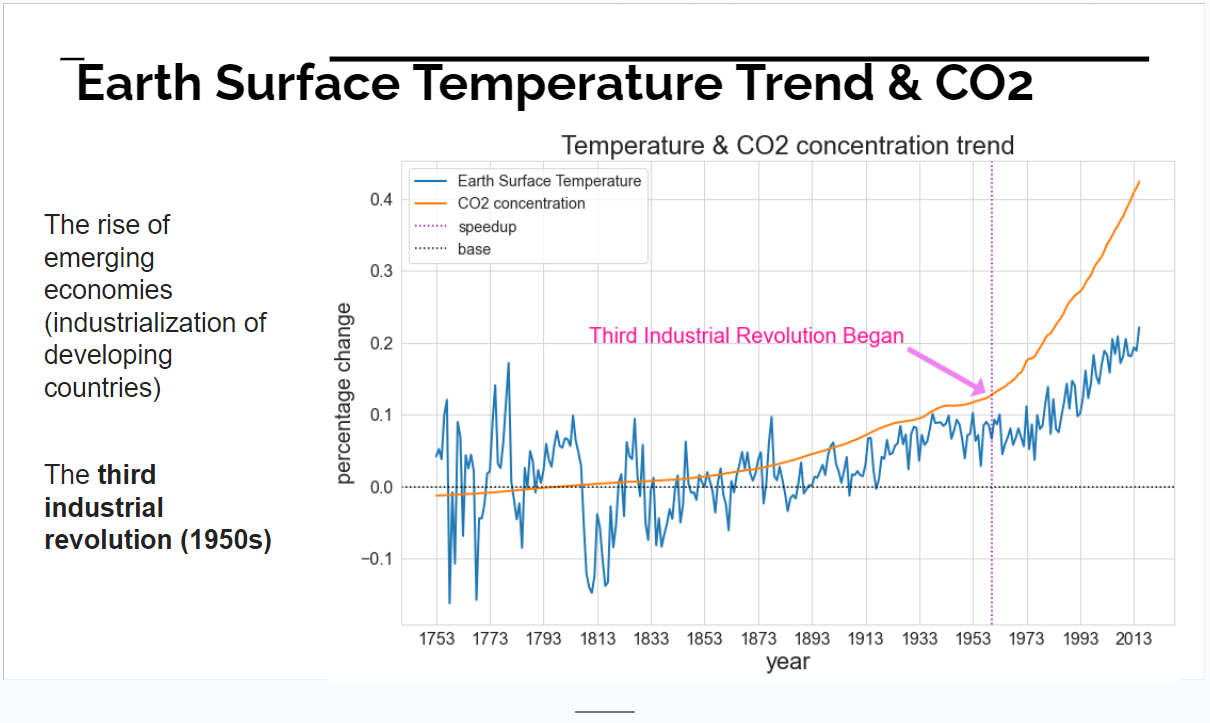 Earth Surface Temperature Trend & CO2
The rise of
emerging
economies
(industrialization of
developing
countries)
The third
industrial
revolution (1950s)
Temperature & CO2 concentration trend
Earth Surface Temperature
CO2 concentration
speedup
base
Third Industrial Revolution Began
percentage change
0.4
0.3
0.2
0.1
0.0
−0.1
1753 1773 1793 1813 1833 1853 1873 1893 1913 1933 1953 1973 1993 2013
year